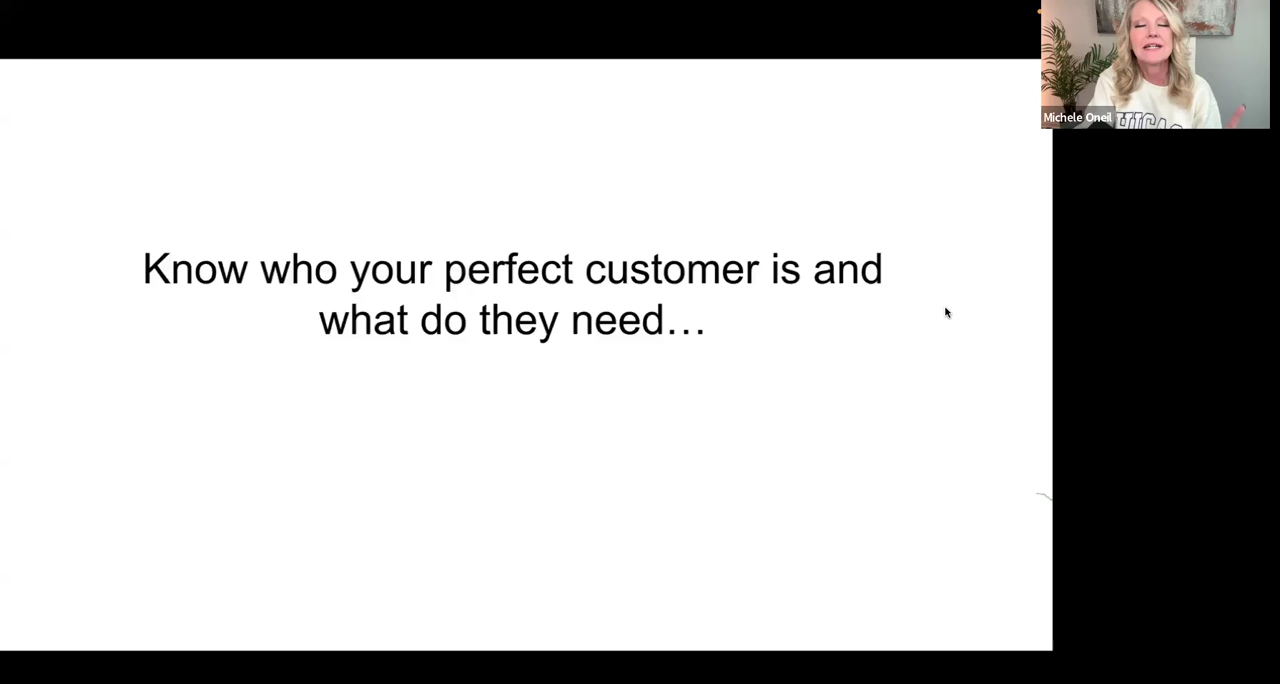 Know who your perfect customer is and
what do they need…
Michele Oneil